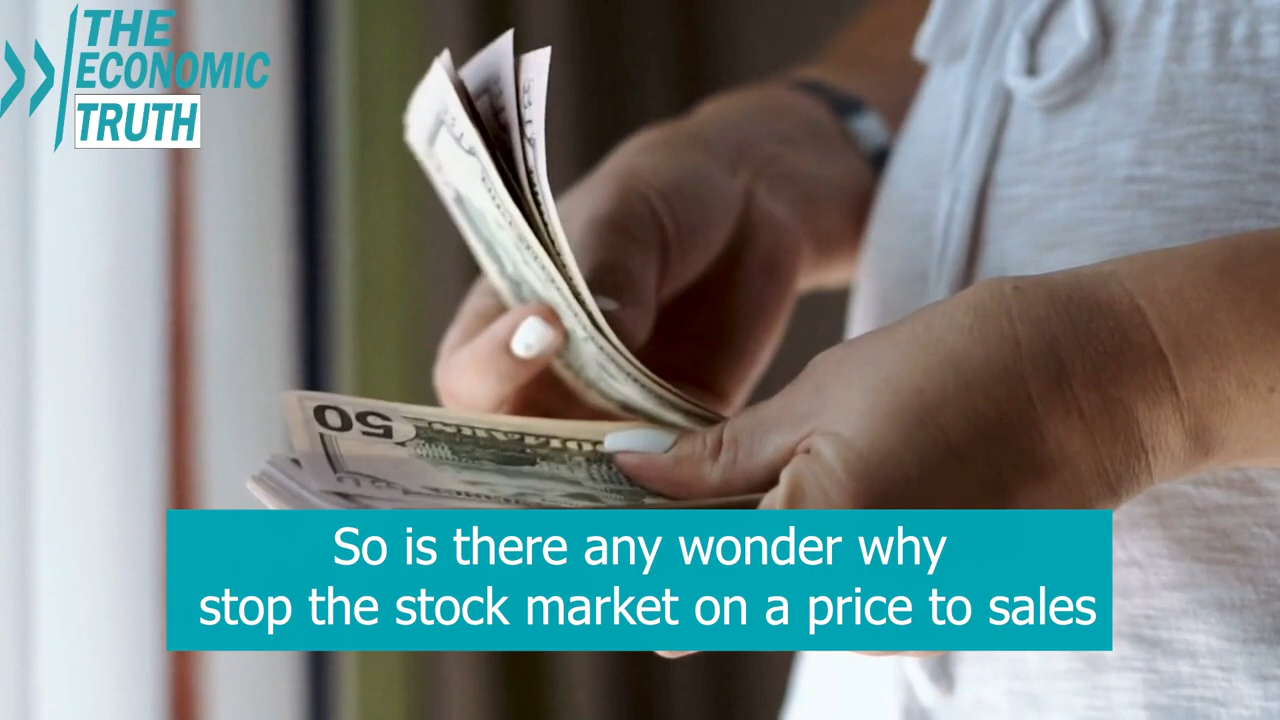 THE
ECONOMIC
TRUTH
50
So is there any wonder why
stop the stock market on a price to sales